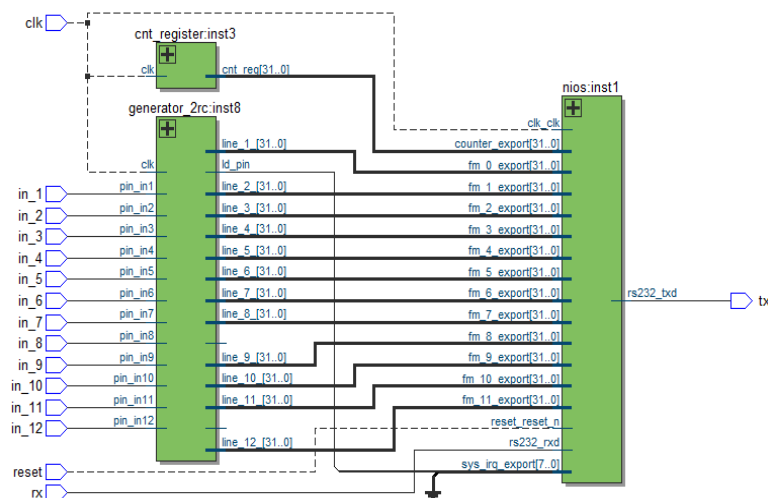 clk
cnt_register:inst3
clk
cnt_reg[31..0]
generator_2rc:inst8
nios:inst1
clk_clk
line_1_[31..0]
counter_export[31..0]
clk
ld_pin
fm_0_export[31..0]
in_1
pin_in1
line_2_[31..0]
fm_1_export[31..0]
in_2
pin_in2
line_3_[31..0]
fm_2_export[31..0]
in_3
pin_in3
line_4_[31..0]
fm_3_export[31..0]
in_4
pin_in4
line_5_[31..0]
fm_4_export[31..0]
in_5
pin_in5
line_6_[31..0]
fm_5_export[31..0]
in_6
pin_in6
line_7_[31..0]
fm_6_export[31..0]
rs232_txd
tx
in_7
pin_in7
line_8_[31..0]
fm_7_export[31..0]
in_8
pin_in8
fm_8_export[31..0]
in_9
pin_in9
line_9_[31..0]
fm_9_export[31..0]
in_10
pin_in10
line_10_[31..0]
fm_10_export[31..0]
in_11
pin_in11
line_11_[31..0]
fm_11_export[31..0]
in_12
pin_in12
reset_reset_n
line_12_[31..0]
rs232_rxd
reset
sys_irq_export[7..0]
rx